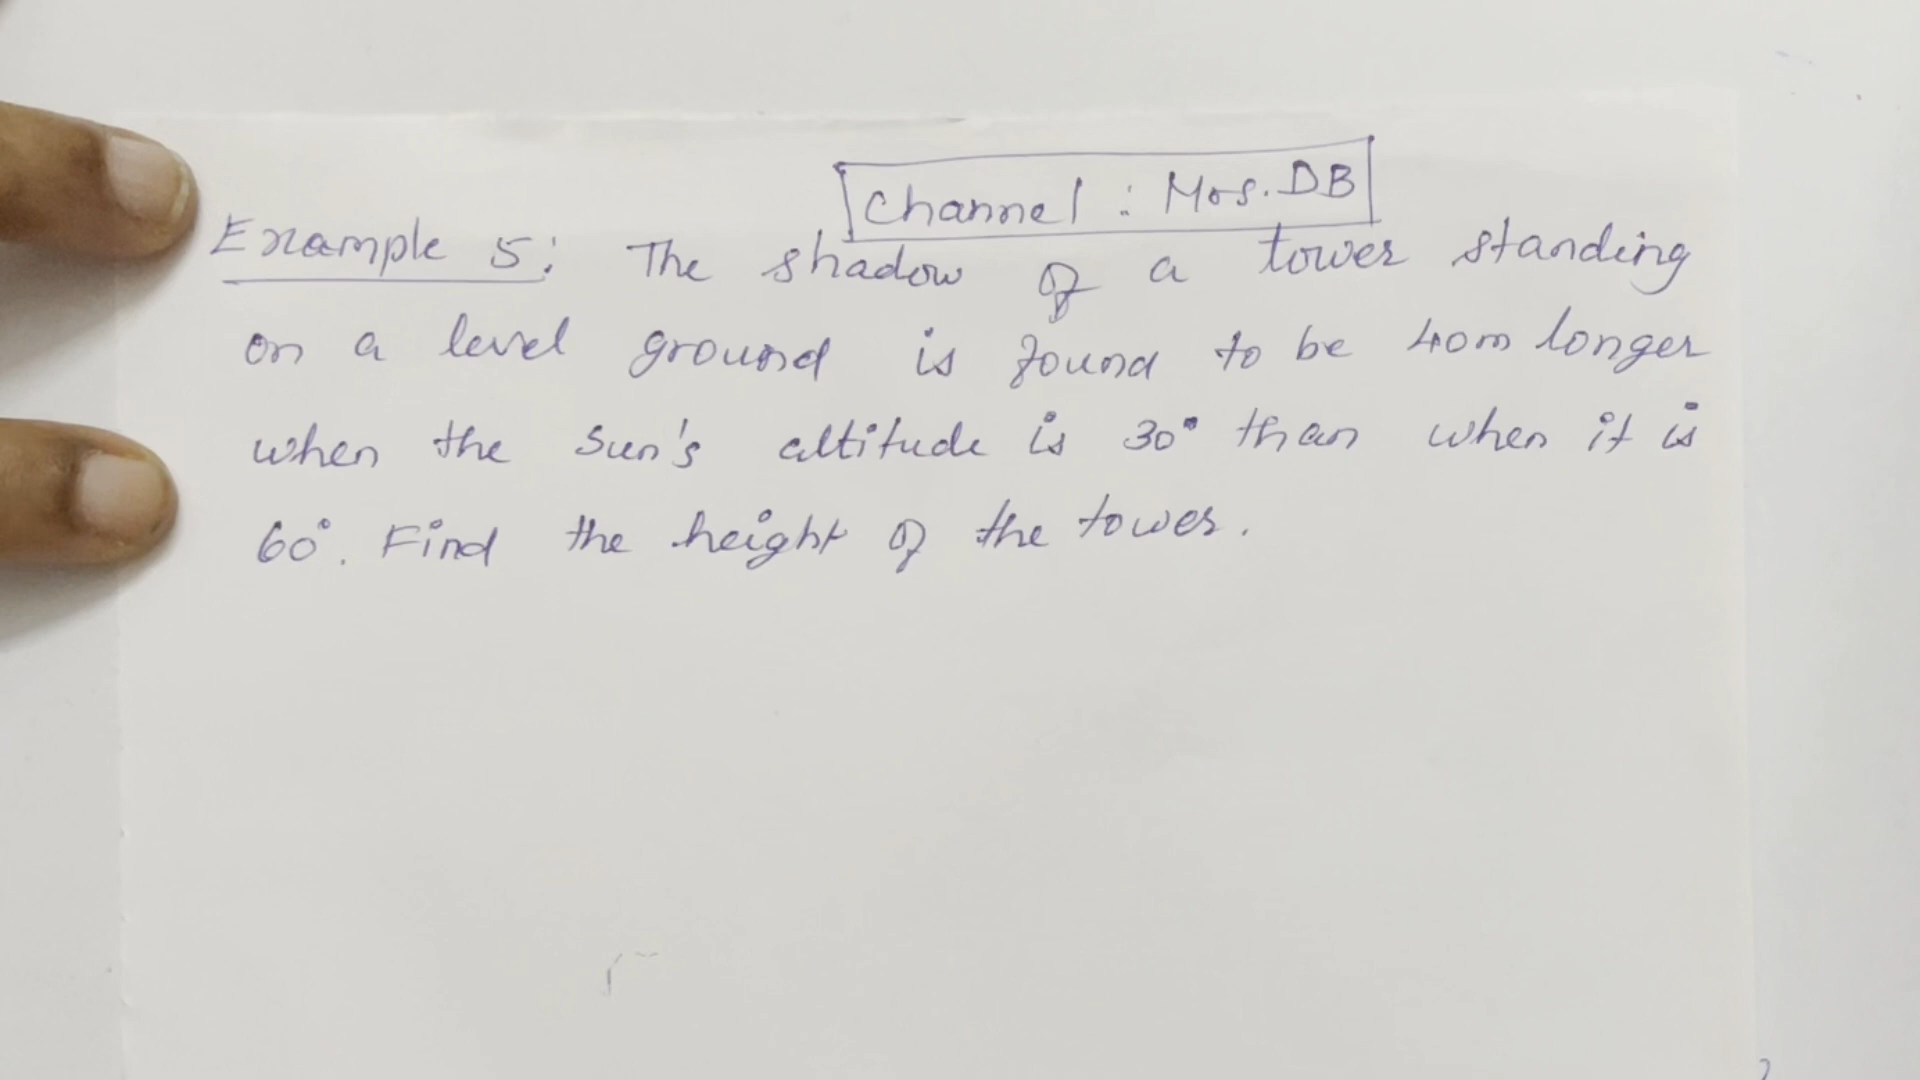 Channel : Mrs. DB
Example 5: The shadow of a tower standing
on a level ground is found to be 40m longer
when the Sun's altitude is 30° than when it is
60°. Find the height of the tower.